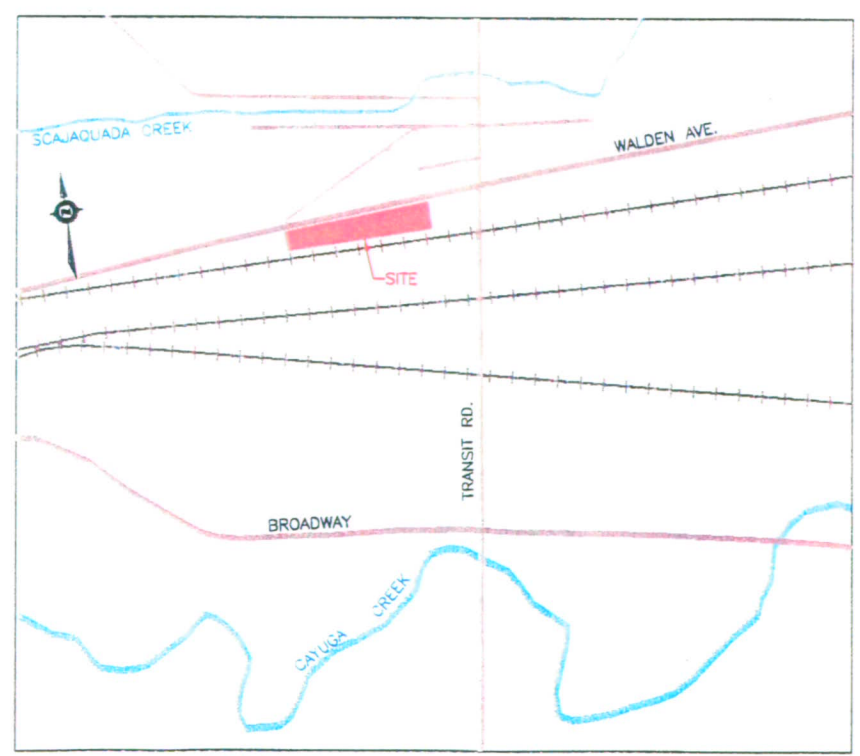 SCAJAQUADA CREEK
WALDEN AVE.
N
SITE
TRANSIT RD.
BROADWAY
CAYUGA CREEK